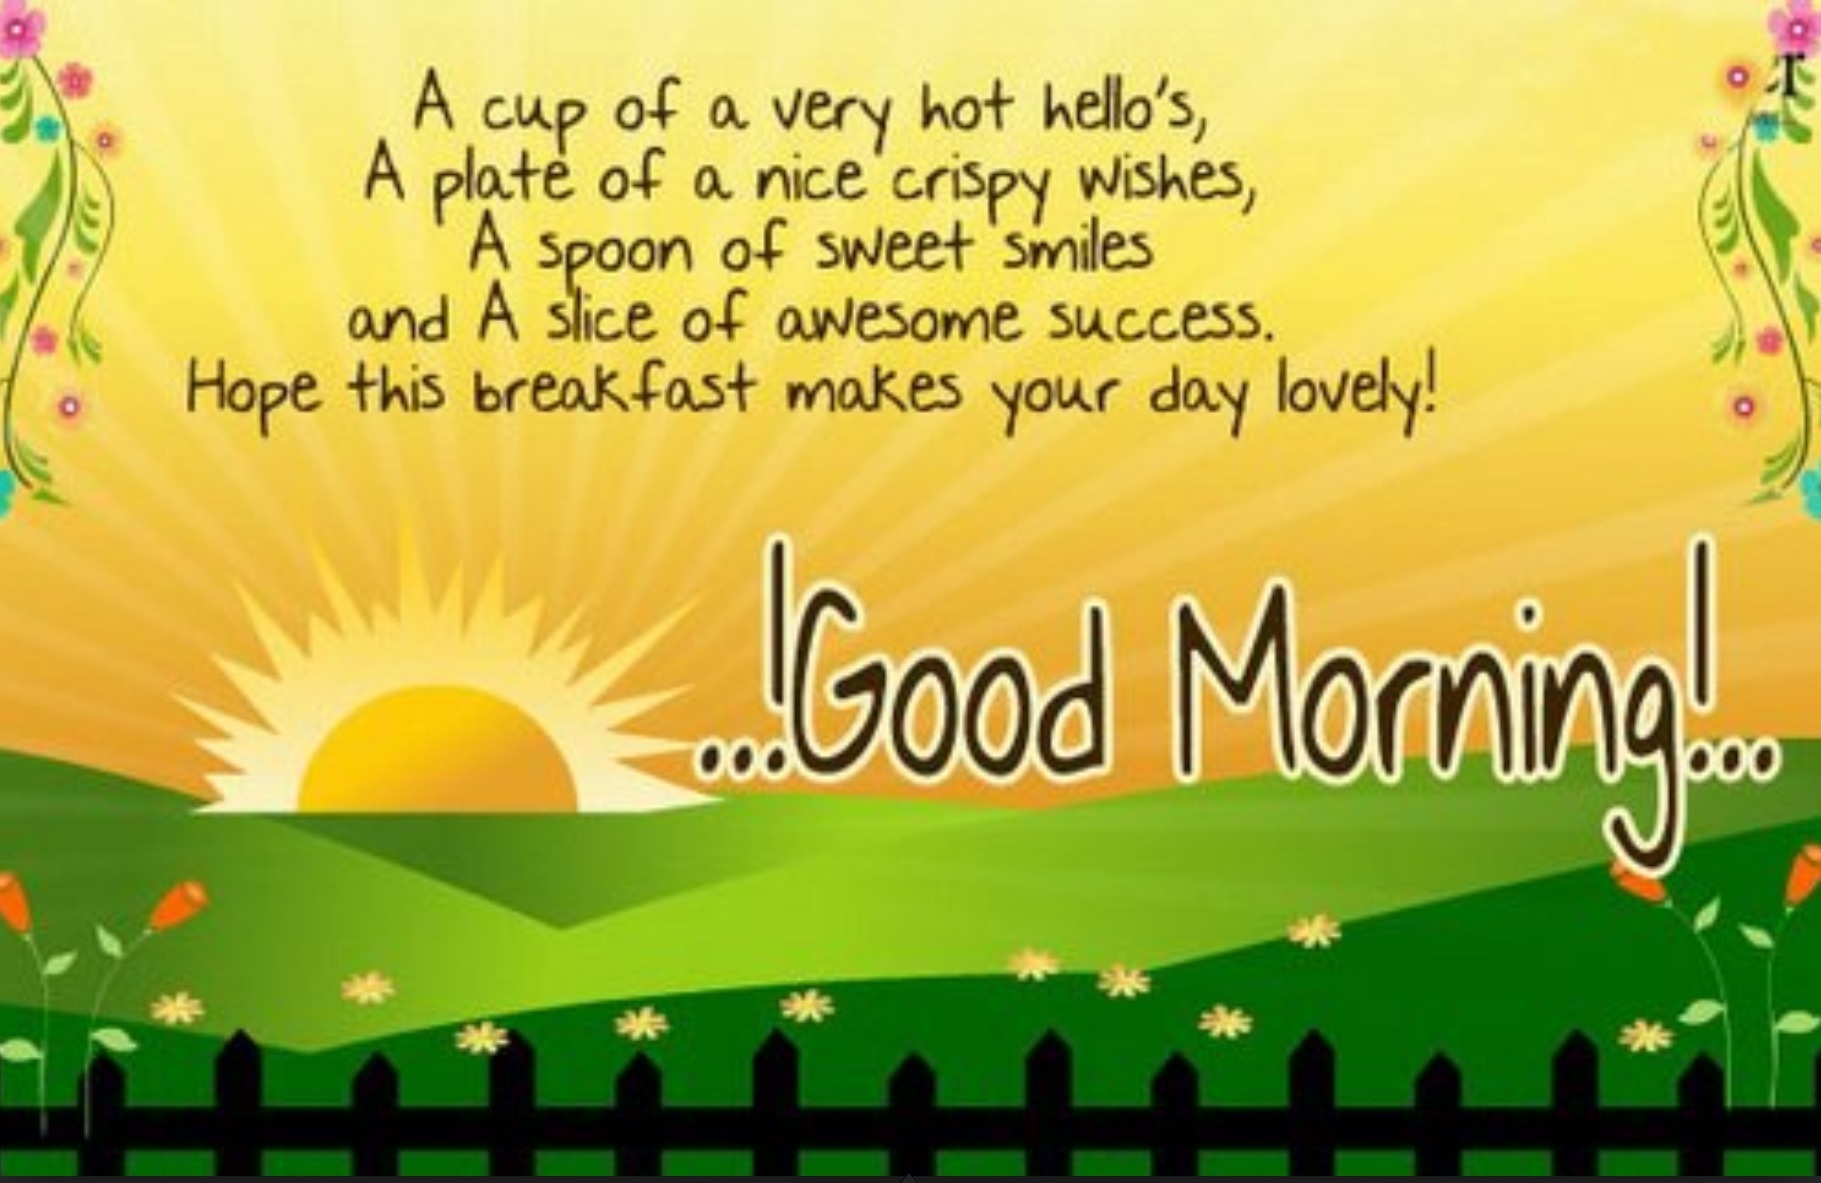 A cup of a very hot hello's,
A plate of a nice crispy wishes,
A spoon of sweet smiles
and A slice of awesome success.
Hope this breakfast makes your day lovely!
...!Good Morning!...